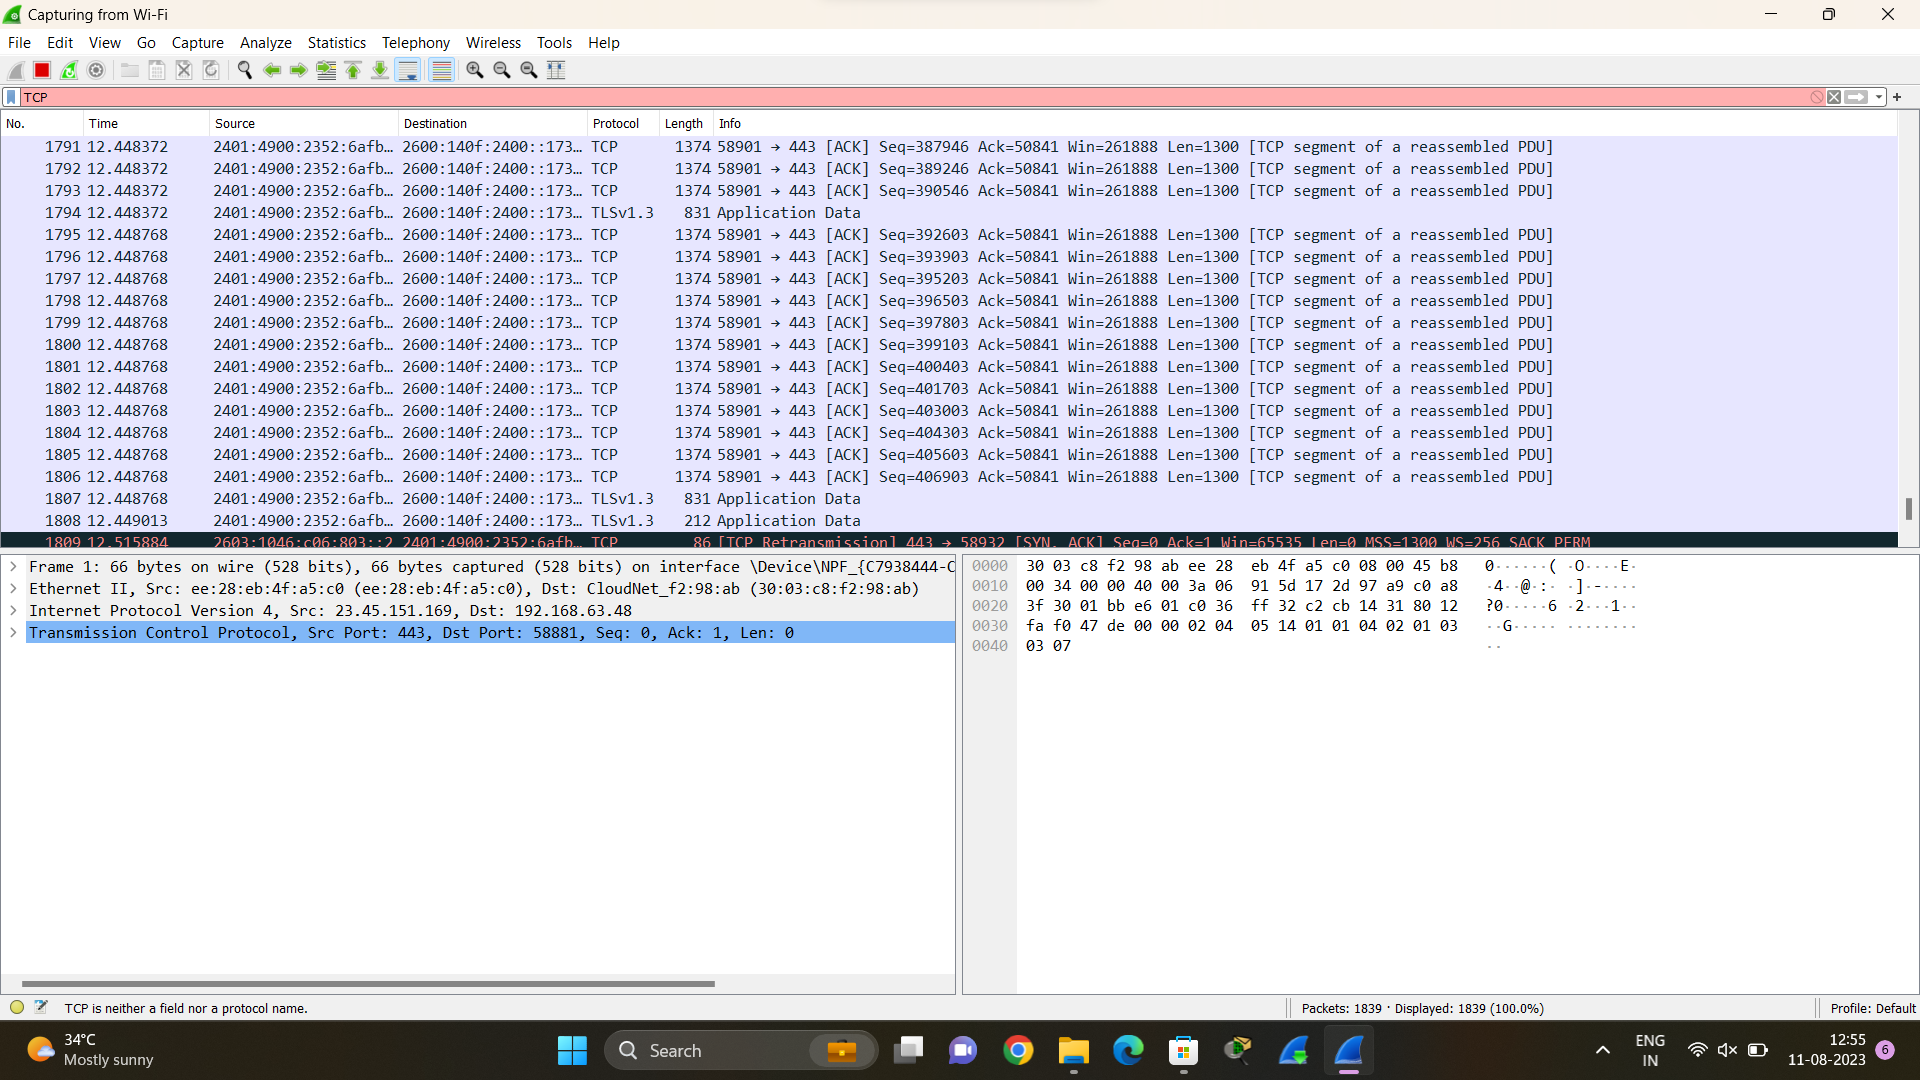 Capturing from Wi-Fi
File Edit View Go Capture Analyze Statistics Telephony Wireless Tools Help
TCP
No. Time Source Destination Protocol Length Info
1791 12.448372 2401:4900:2352:6afb… 2600:140f:2400::173… TCP 1374 58901 → 443 [ACK] Seq=387946 Ack=50841 Win=261888 Len=1300 [TCP segment of a reassembled PDU]
1792 12.448372 2401:4900:2352:6afb… 2600:140f:2400::173… TCP 1374 58901 → 443 [ACK] Seq=389246 Ack=50841 Win=261888 Len=1300 [TCP segment of a reassembled PDU]
1793 12.448372 2401:4900:2352:6afb… 2600:140f:2400::173… TCP 1374 58901 → 443 [ACK] Seq=390546 Ack=50841 Win=261888 Len=1300 [TCP segment of a reassembled PDU]
1794 12.448372 2401:4900:2352:6afb… 2600:140f:2400::173… TLSv1.3 831 Application Data
1795 12.448768 2401:4900:2352:6afb… 2600:140f:2400::173… TCP 1374 58901 → 443 [ACK] Seq=392603 Ack=50841 Win=261888 Len=1300 [TCP segment of a reassembled PDU]
1796 12.448768 2401:4900:2352:6afb… 2600:140f:2400::173… TCP 1374 58901 → 443 [ACK] Seq=393903 Ack=50841 Win=261888 Len=1300 [TCP segment of a reassembled PDU]
1797 12.448768 2401:4900:2352:6afb… 2600:140f:2400::173… TCP 1374 58901 → 443 [ACK] Seq=395203 Ack=50841 Win=261888 Len=1300 [TCP segment of a reassembled PDU]
1798 12.448768 2401:4900:2352:6afb… 2600:140f:2400::173… TCP 1374 58901 → 443 [ACK] Seq=396503 Ack=50841 Win=261888 Len=1300 [TCP segment of a reassembled PDU]
1799 12.448768 2401:4900:2352:6afb… 2600:140f:2400::173… TCP 1374 58901 → 443 [ACK] Seq=397803 Ack=50841 Win=261888 Len=1300 [TCP segment of a reassembled PDU]
1800 12.448768 2401:4900:2352:6afb… 2600:140f:2400::173… TCP 1374 58901 → 443 [ACK] Seq=399103 Ack=50841 Win=261888 Len=1300 [TCP segment of a reassembled PDU]
1801 12.448768 2401:4900:2352:6afb… 2600:140f:2400::173… TCP 1374 58901 → 443 [ACK] Seq=400403 Ack=50841 Win=261888 Len=1300 [TCP segment of a reassembled PDU]
1802 12.448768 2401:4900:2352:6afb… 2600:140f:2400::173… TCP 1374 58901 → 443 [ACK] Seq=401703 Ack=50841 Win=261888 Len=1300 [TCP segment of a reassembled PDU]
1803 12.448768 2401:4900:2352:6afb… 2600:140f:2400::173… TCP 1374 58901 → 443 [ACK] Seq=403003 Ack=50841 Win=261888 Len=1300 [TCP segment of a reassembled PDU]
1804 12.448768 2401:4900:2352:6afb… 2600:140f:2400::173… TCP 1374 58901 → 443 [ACK] Seq=404303 Ack=50841 Win=261888 Len=1300 [TCP segment of a reassembled PDU]
1805 12.448768 2401:4900:2352:6afb… 2600:140f:2400::173… TCP 1374 58901 → 443 [ACK] Seq=405603 Ack=50841 Win=261888 Len=1300 [TCP segment of a reassembled PDU]
1806 12.448768 2401:4900:2352:6afb… 2600:140f:2400::173… TCP 1374 58901 → 443 [ACK] Seq=406903 Ack=50841 Win=261888 Len=1300 [TCP segment of a reassembled PDU]
1807 12.448768 2401:4900:2352:6afb… 2600:140f:2400::173… TLSv1.3 831 Application Data
1808 12.449013 2401:4900:2352:6afb… 2600:140f:2400::173… TLSv1.3 212 Application Data
1809 12.515884 2603:1046:c06:803::2 2401:4900:2352:6afb… TCP 86 [TCP Retransmission] 443 → 58932 [SYN, ACK] Seq=0 Ack=1 Win=65535 Len=0 MSS=1300 WS=256 SACK_PERM
Frame 1: 66 bytes on wire (528 bits), 66 bytes captured (528 bits) on interface \Device\NPF_{C7938444-C
Ethernet II, Src: ee:28:eb:4f:a5:c0 (ee:28:eb:4f:a5:c0), Dst: CloudNet_f2:98:ab (30:03:c8:f2:98:ab)
Internet Protocol Version 4, Src: 23.45.151.169, Dst: 192.168.63.48
Transmission Control Protocol, Src Port: 443, Dst Port: 58881, Seq: 0, Ack: 1, Len: 0
0000 30 03 c8 f2 98 ab ee 28 eb 4f a5 c0 08 00 45 b8 0······( ·O····E·
0010 00 34 00 00 40 00 3a 06 91 5d 17 2d 97 a9 c0 a8 ·4··@·:· ·]·-····
0020 3f 30 01 bb e6 01 c0 36 ff 32 c2 cb 14 31 80 12 ?0·····6 ·2···1··
0030 fa f0 47 de 00 00 02 04 05 14 01 01 04 02 01 03 ··G····· ········
0040 03 07 ··
TCP is neither a field nor a protocol name.
Packets: 1839 · Displayed: 1839 (100.0%)
Profile: Default
34°C
Mostly sunny
Search
ENG
IN
12:55
11-08-2023
6